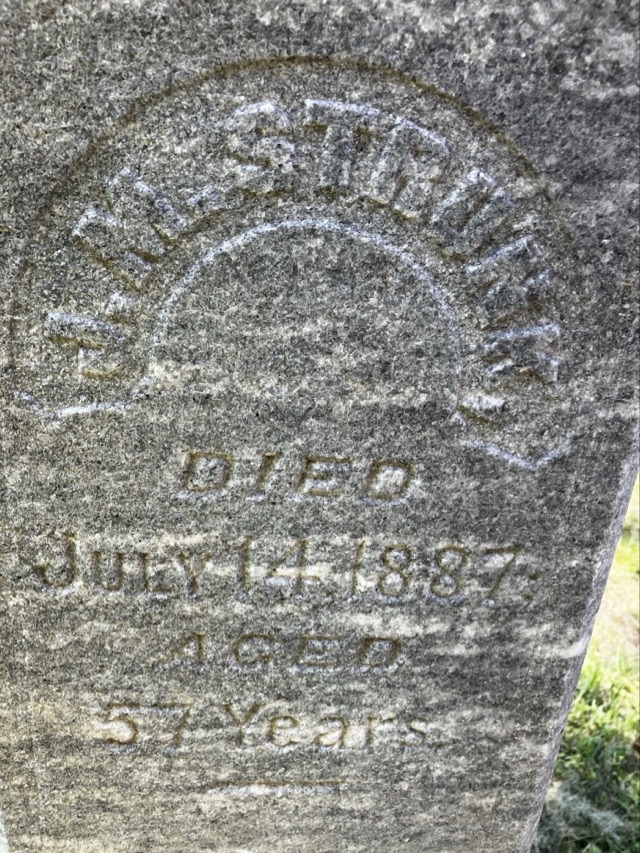 J. M. STRUNK,
DIED
JULY 14, 1887.
AGED
57 Years